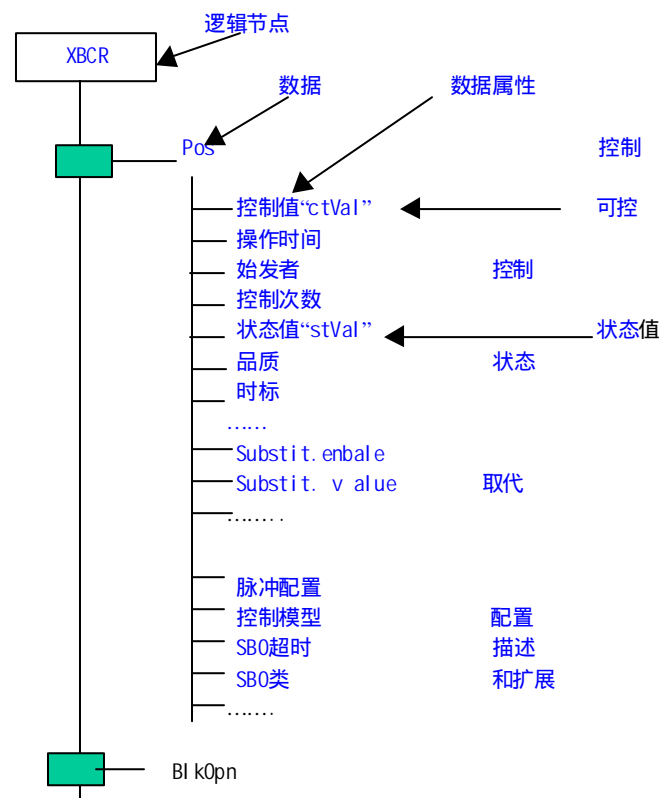 逻辑节点
XBCR
数据
数据属性
Pos
控制
控制值“ctVal”
可控
操作时间
始发者
控制
控制次数
状态值“stVal”
状态值
品质
状态
时标
……
Substit.enbale
Substit. v alue
取代
……..
脉冲配置
控制模型
配置
SBO超时
描述
SBO类
和扩展
…….
BlkOpn